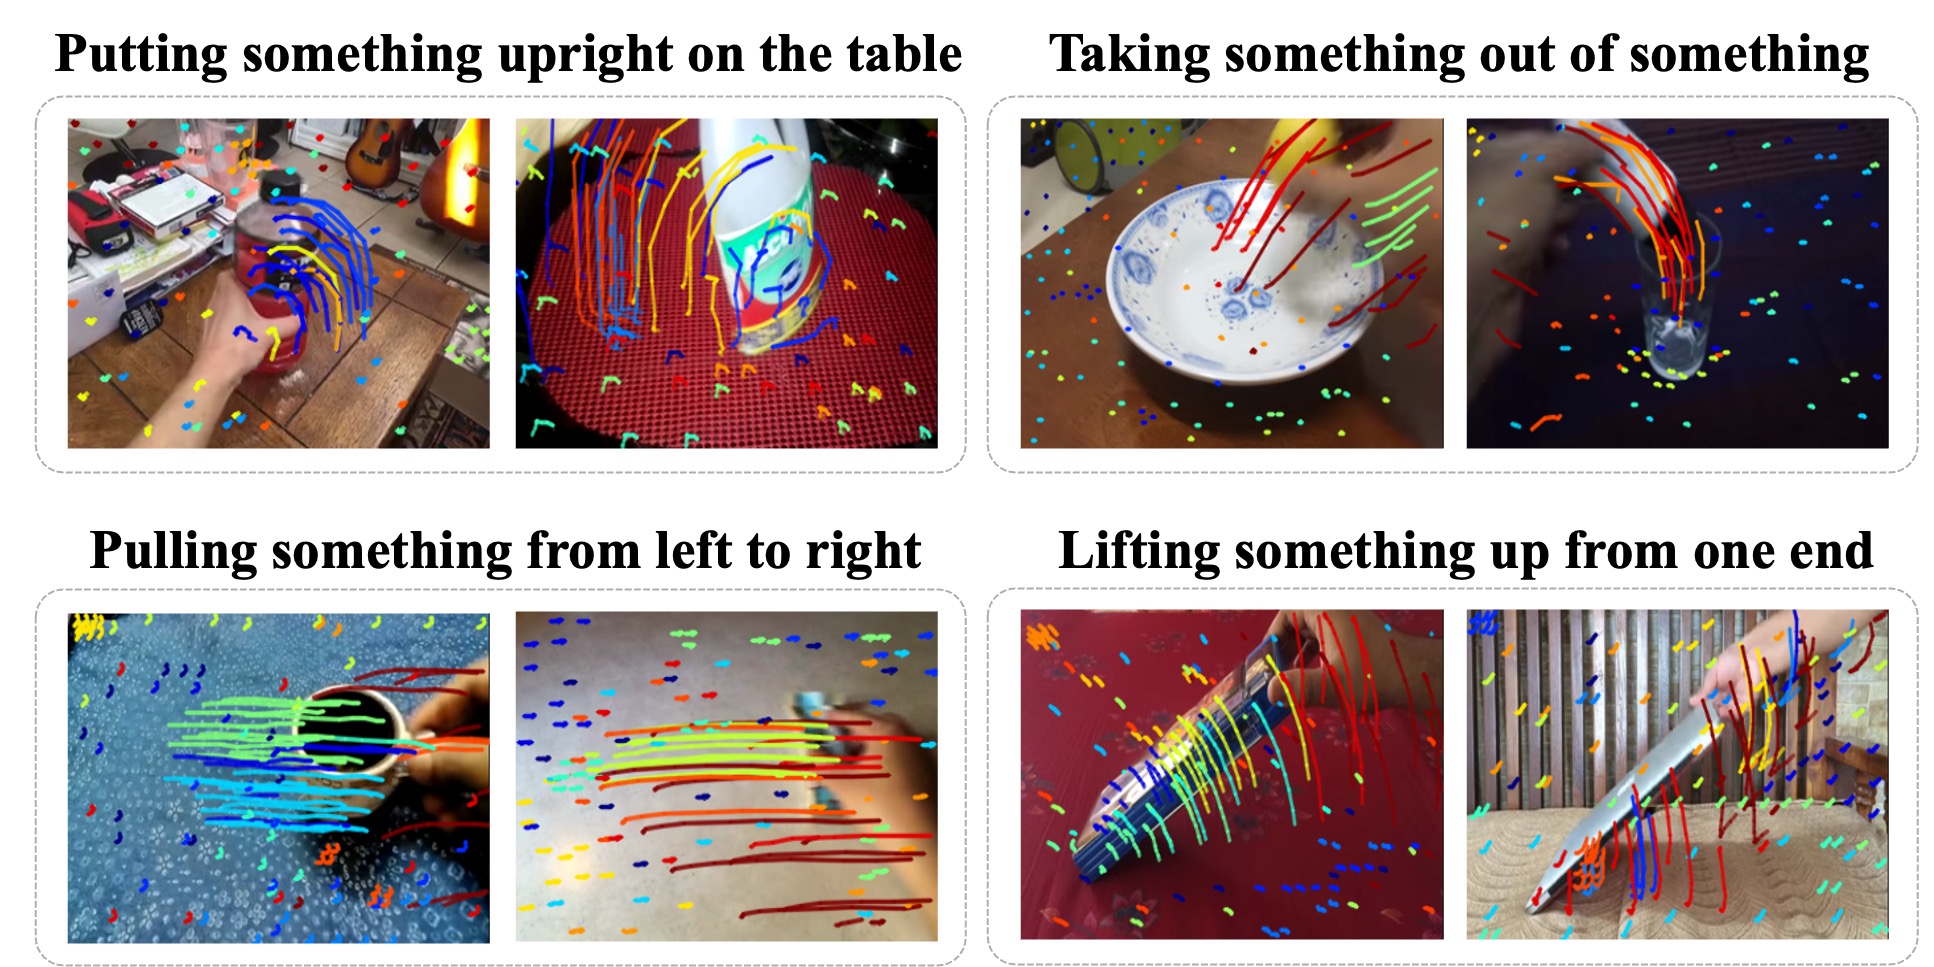 Putting something upright on the table
Taking something out of something
Pulling something from left to right
Lifting something up from one end